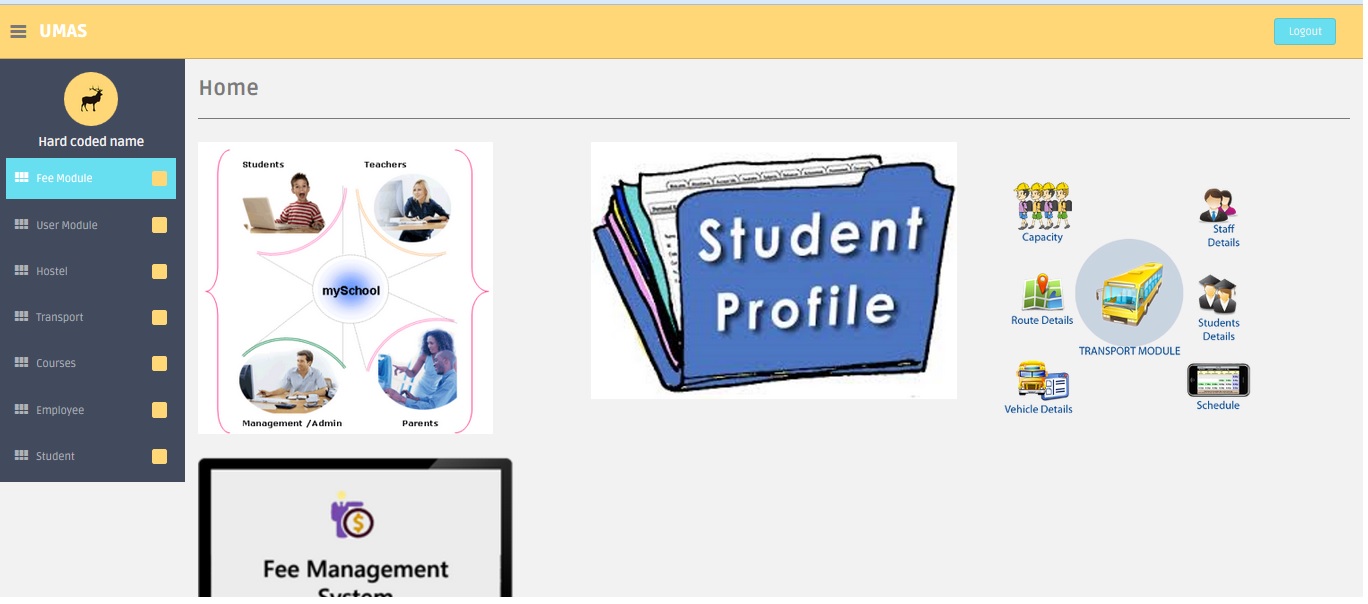 UMAS
Logout
Hard coded name
Fee Module
User Module
Hostel
Transport
Courses
Employee
Student
Home
Students
Teachers
mySchool
Management /Admin
Parents
Student
Profile
Capacity
Staff
Details
Route Details
TRANSPORT MODULE
Students
Details
Vehicle Details
Schedule
Fee Management
System